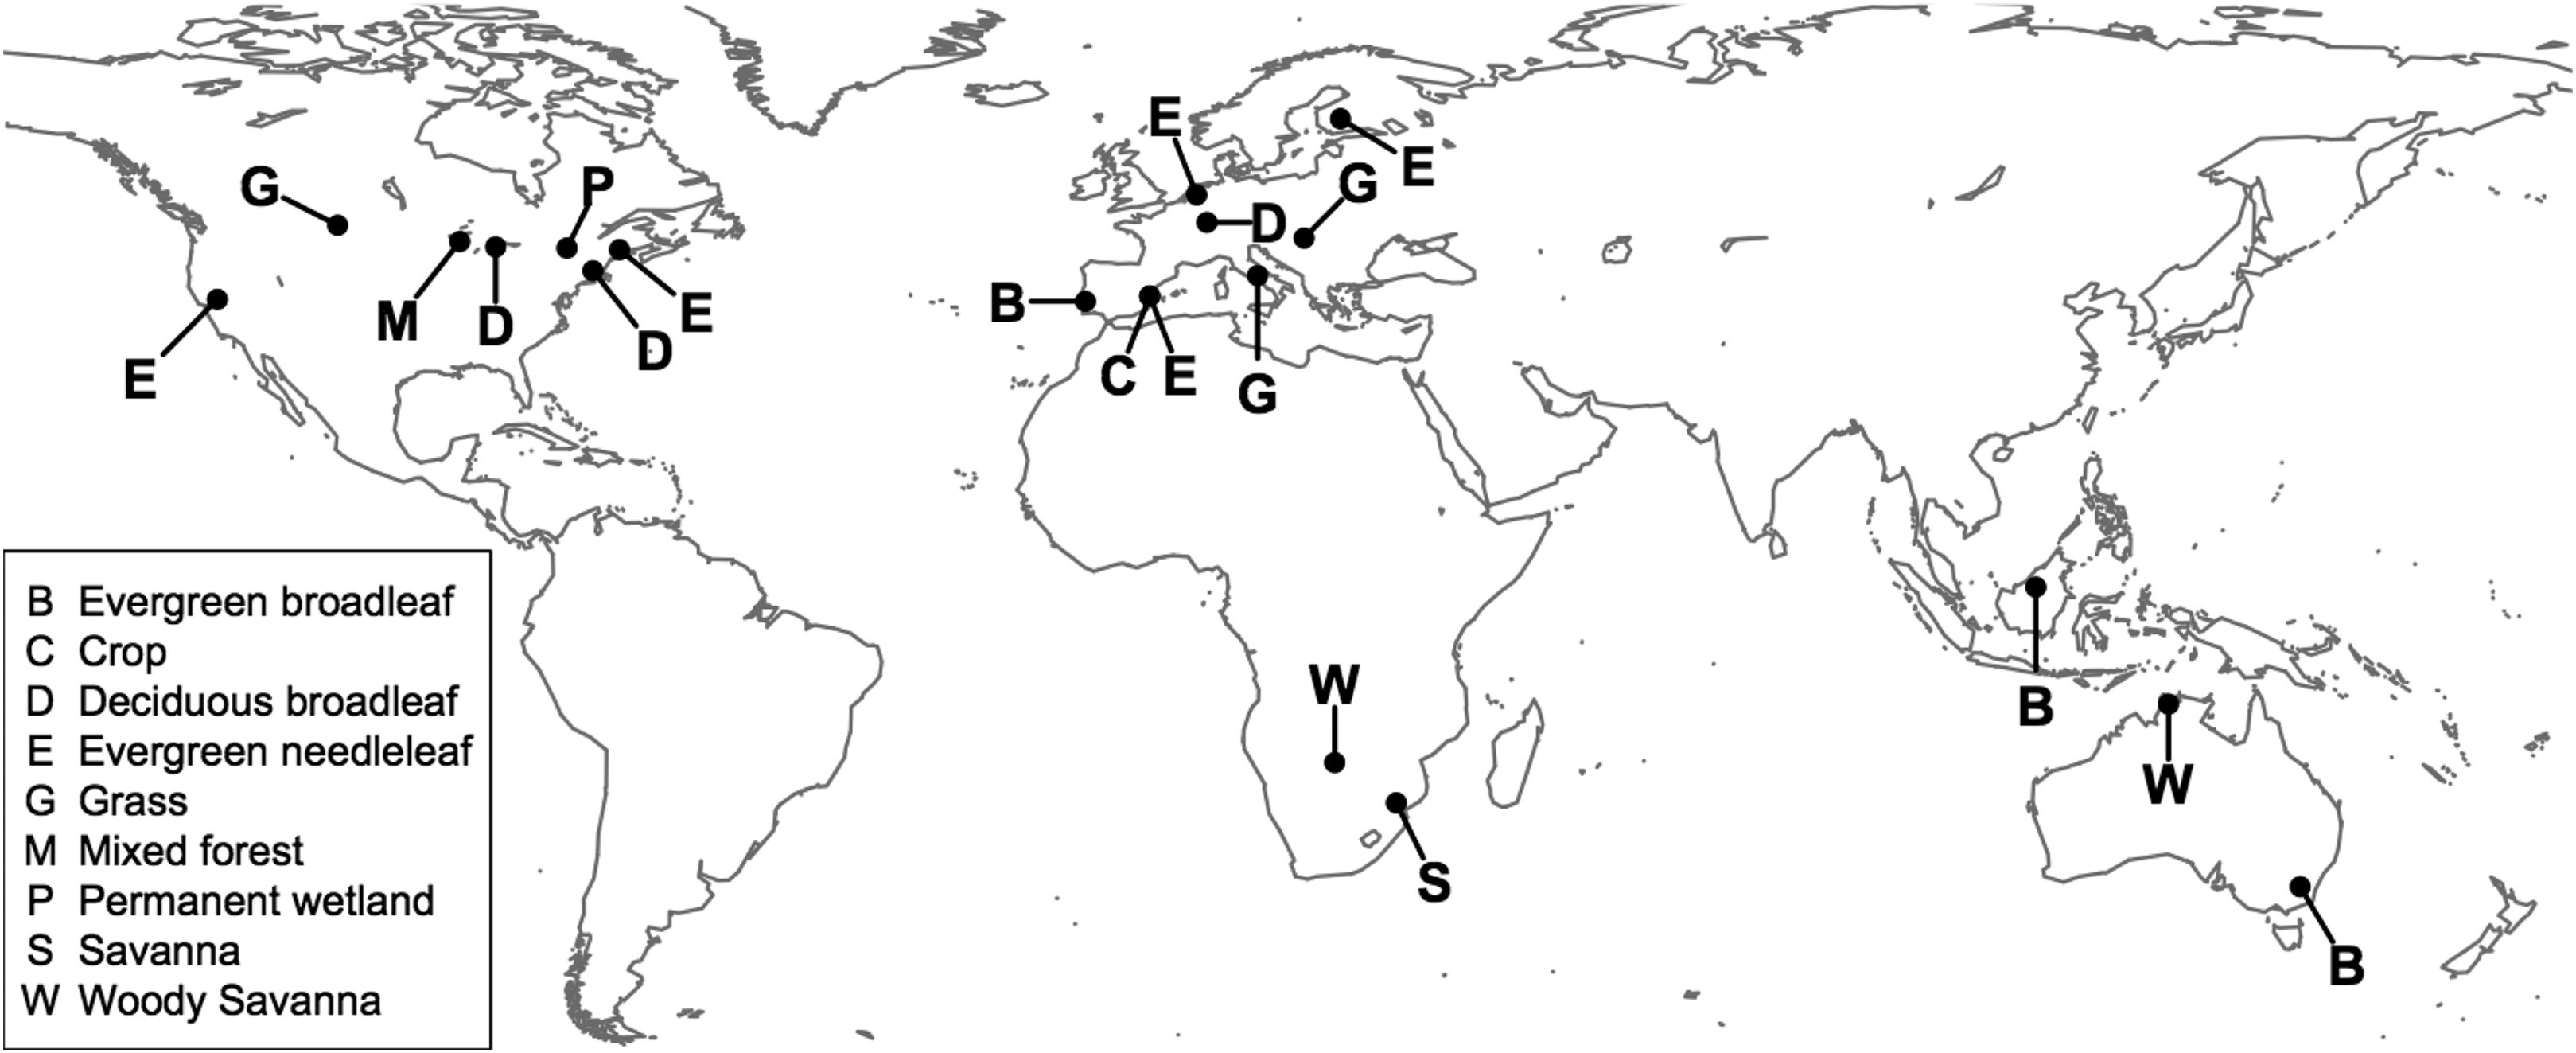 E
E
G
P
G
D
M
D
E
D
E
B
C
E
G
W
S
B
W
B
B Evergreen broadleaf
C Crop
D Deciduous broadleaf
E Evergreen needleleaf
G Grass
M Mixed forest
P Permanent wetland
S Savanna
W Woody Savanna